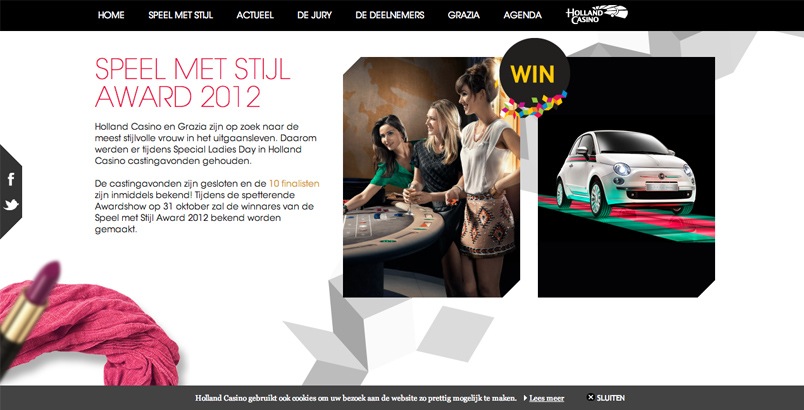 HOME SPEEL MET STIJL ACTUEEL DE JURY DE DEELNEMERS GRAZIA AGENDA HOLLAND CASINO
SPEEL MET STIJL
AWARD 2012
Holland Casino en Grazia zijn op zoek naar de
meest stijlvolle vrouw in het uitgaansleven. Daarom
werden er tijdens Special Ladies Day in Holland
Casino castingavonden gehouden.
De castingavonden zijn gesloten en de 10 finalisten
zijn inmiddels bekend! Tijdens de spetterende
Awardshow op 31 oktober zal de winnares van de
Speel met Stijl Award 2012 bekend worden
gemaakt.
WIN
Holland Casino gebruikt ook cookies om uw bezoek aan de website zo prettig mogelijk te maken. Lees meer SLUITEN